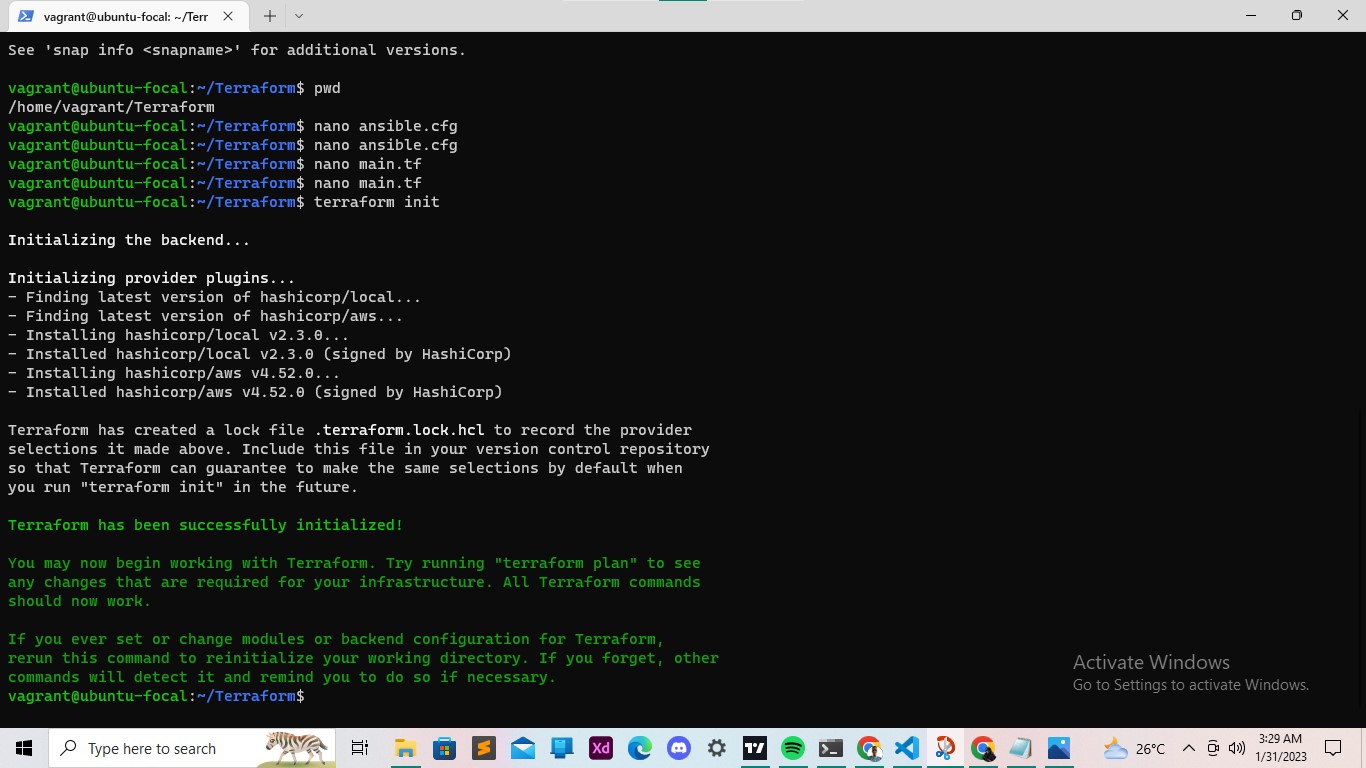 vagrant@ubuntu-focal: ~/Terr
See 'snap info <snapname>' for additional versions.
vagrant@ubuntu-focal:~/Terraform$ pwd
/home/vagrant/Terraform
vagrant@ubuntu-focal:~/Terraform$ nano ansible.cfg
vagrant@ubuntu-focal:~/Terraform$ nano ansible.cfg
vagrant@ubuntu-focal:~/Terraform$ nano main.tf
vagrant@ubuntu-focal:~/Terraform$ nano main.tf
vagrant@ubuntu-focal:~/Terraform$ terraform init
Initializing the backend...
Initializing provider plugins...
- Finding latest version of hashicorp/local...
- Finding latest version of hashicorp/aws...
- Installing hashicorp/local v2.3.0...
- Installed hashicorp/local v2.3.0 (signed by HashiCorp)
- Installing hashicorp/aws v4.52.0...
- Installed hashicorp/aws v4.52.0 (signed by HashiCorp)
Terraform has created a lock file .terraform.lock.hcl to record the provider
selections it made above. Include this file in your version control repository
so that Terraform can guarantee to make the same selections by default when
you run "terraform init" in the future.
Terraform has been successfully initialized!
You may now begin working with Terraform. Try running "terraform plan" to see
any changes that are required for your infrastructure. All Terraform commands
should now work.
If you ever set or change modules or backend configuration for Terraform,
rerun this command to reinitialize your working directory. If you forget, other
commands will detect it and remind you to do so if necessary.
vagrant@ubuntu-focal:~/Terraform$
Activate Windows
Go to Settings to activate Windows.
Type here to search
Xd
26°C
3:29 AM
1/31/2023